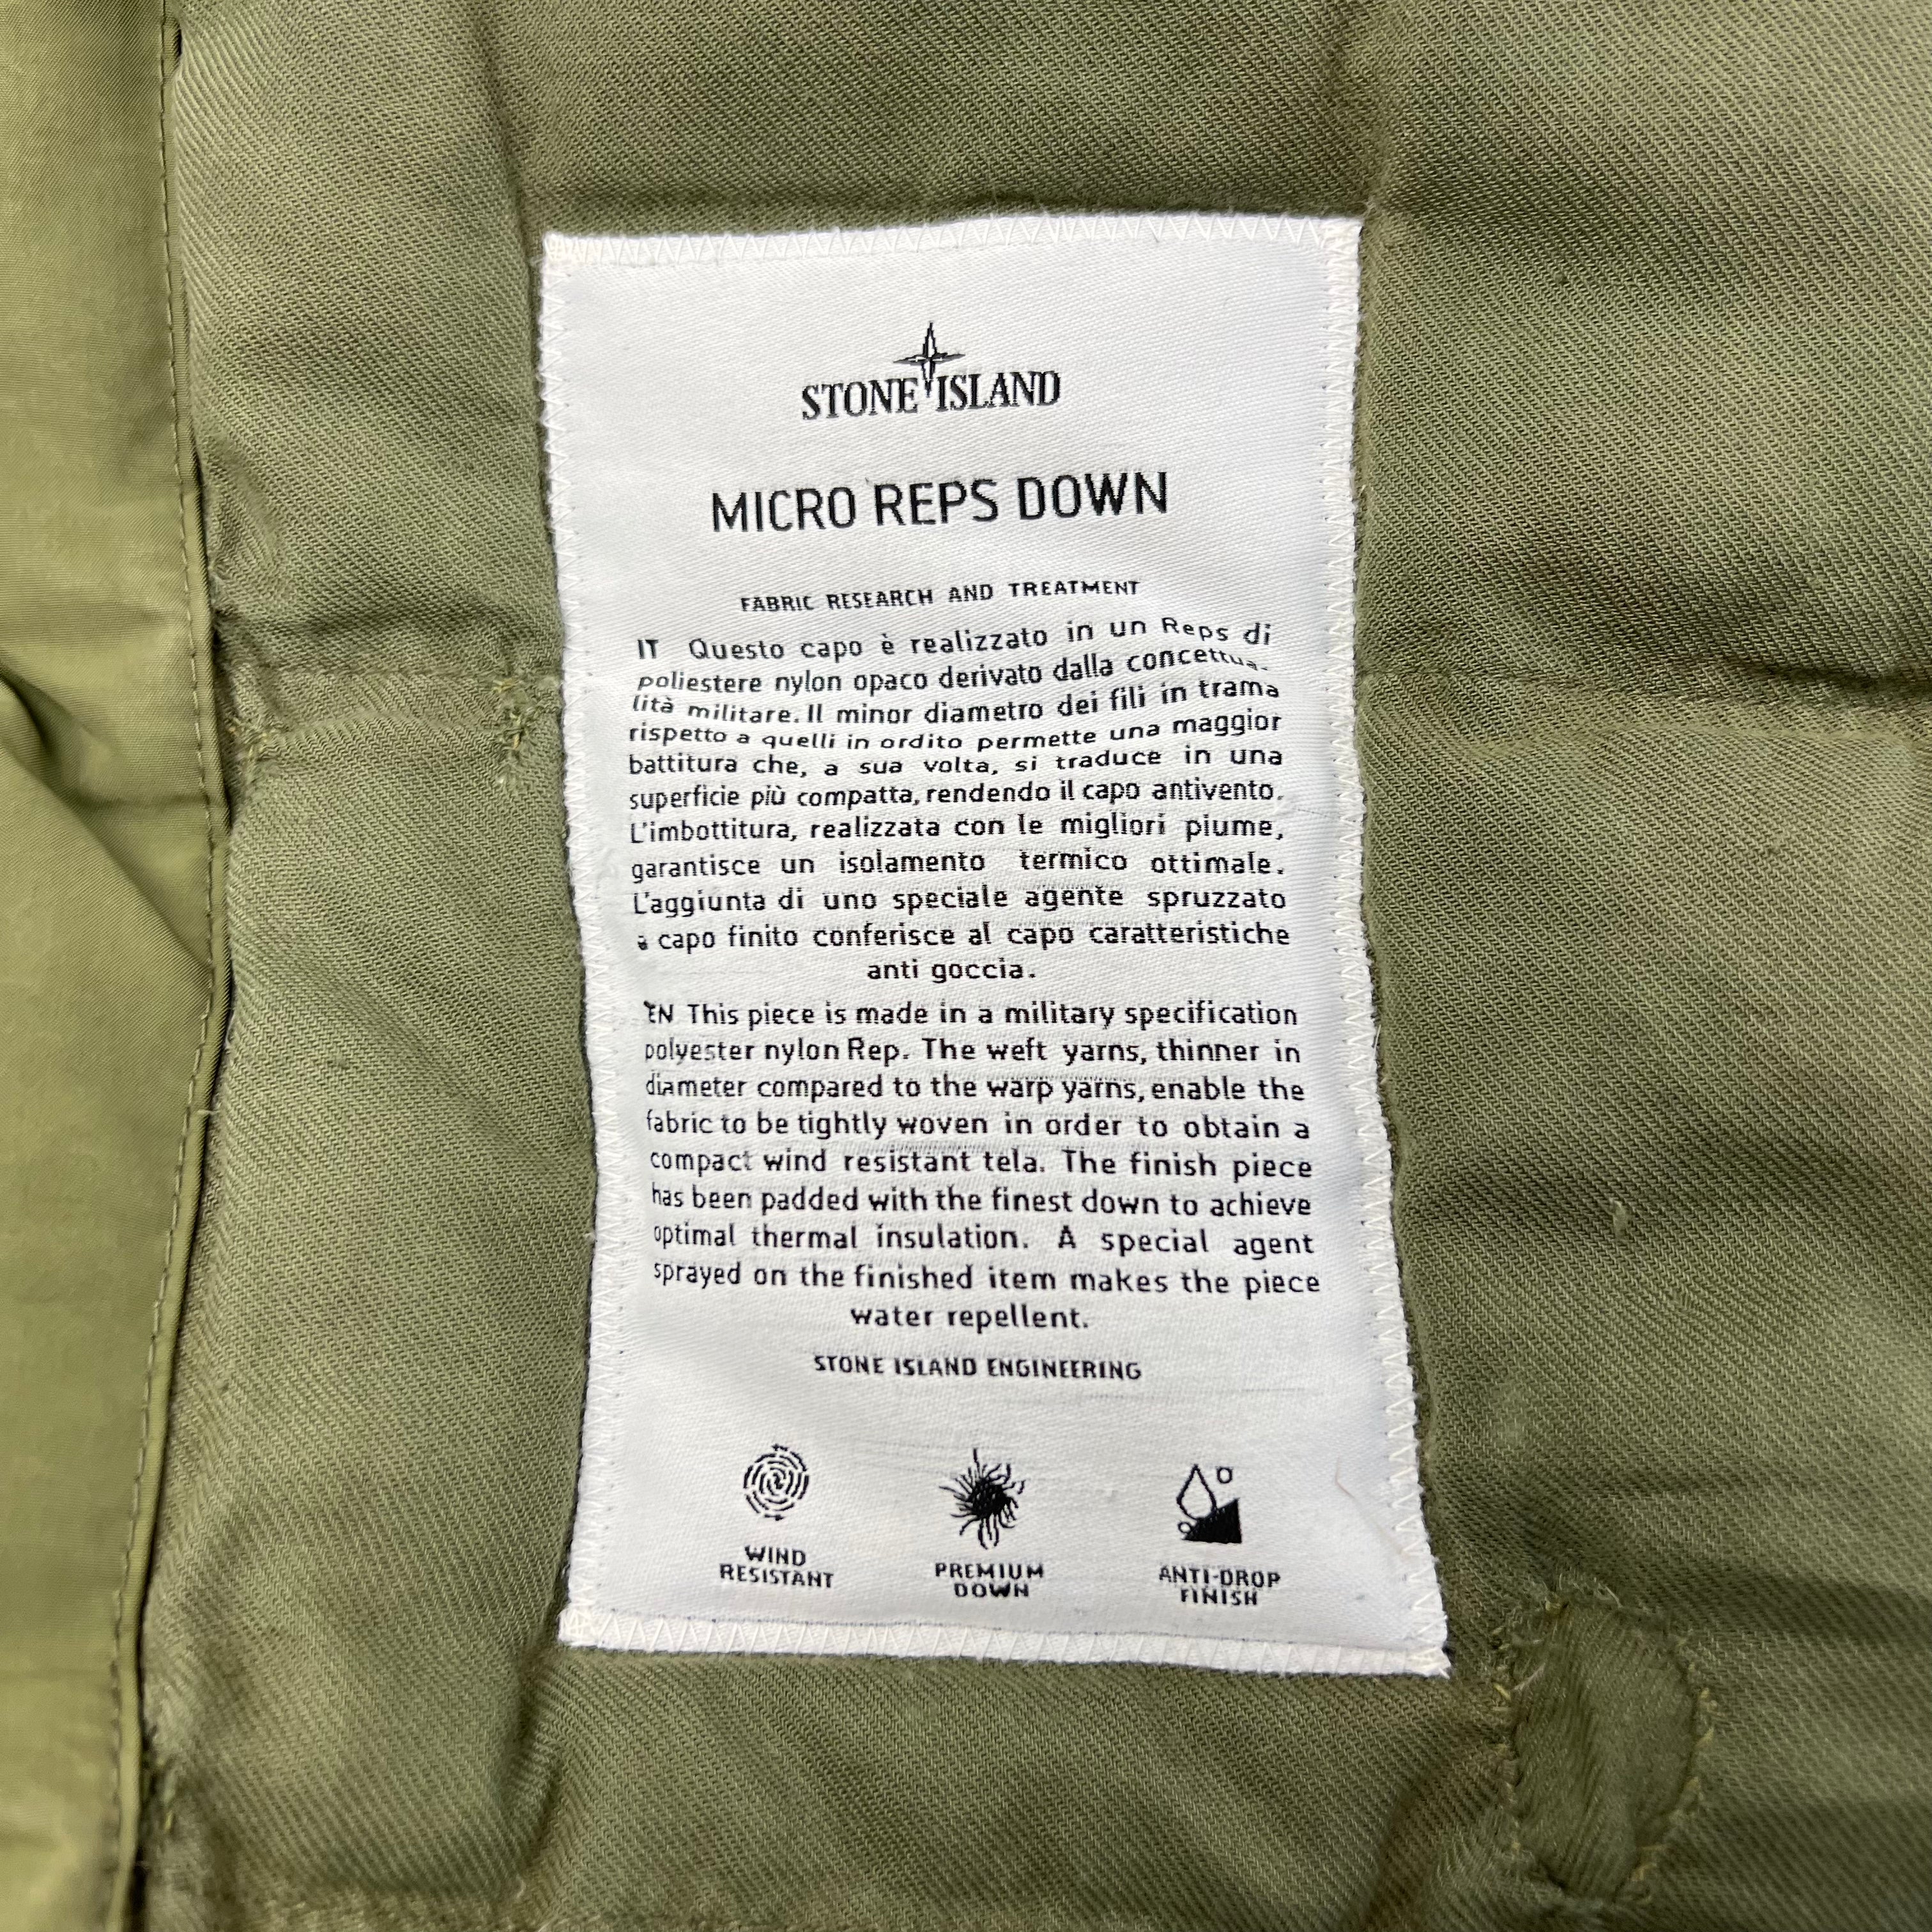 STONE ISLAND
MICRO REPS DOWN
FABRIC RESEARCH AND TREATMENT
IT Questo capo è realizzato in un Reps di
poliestere nylon opaco derivato dalla concettua-
lità militare. Il minor diametro dei fili in trama
rispetto a quelli in ordito permette una maggior
battitura che, a sua volta, si traduce in una
superficie più compatta, rendendo il capo antivento.
L'imbottitura, realizzata con le migliori piume,
garantisce un isolamento termico ottimale.
L'aggiunta di uno speciale agente spruzzato
a capo finito conferisce al capo caratteristiche
anti goccia.
EN This piece is made in a military specification
polyester nylon Rep. The weft yarns, thinner in
diameter compared to the warp yarns, enable the
fabric to be tightly woven in order to obtain a
compact wind resistant tela. The finish piece
has been padded with the finest down to achieve
optimal thermal insulation. A special agent
sprayed on the finished item makes the piece
water repellent.
STONE ISLAND ENGINEERING
WIND
RESISTANT
PREMIUM
DOWN
ANTI-DROP
FINISH